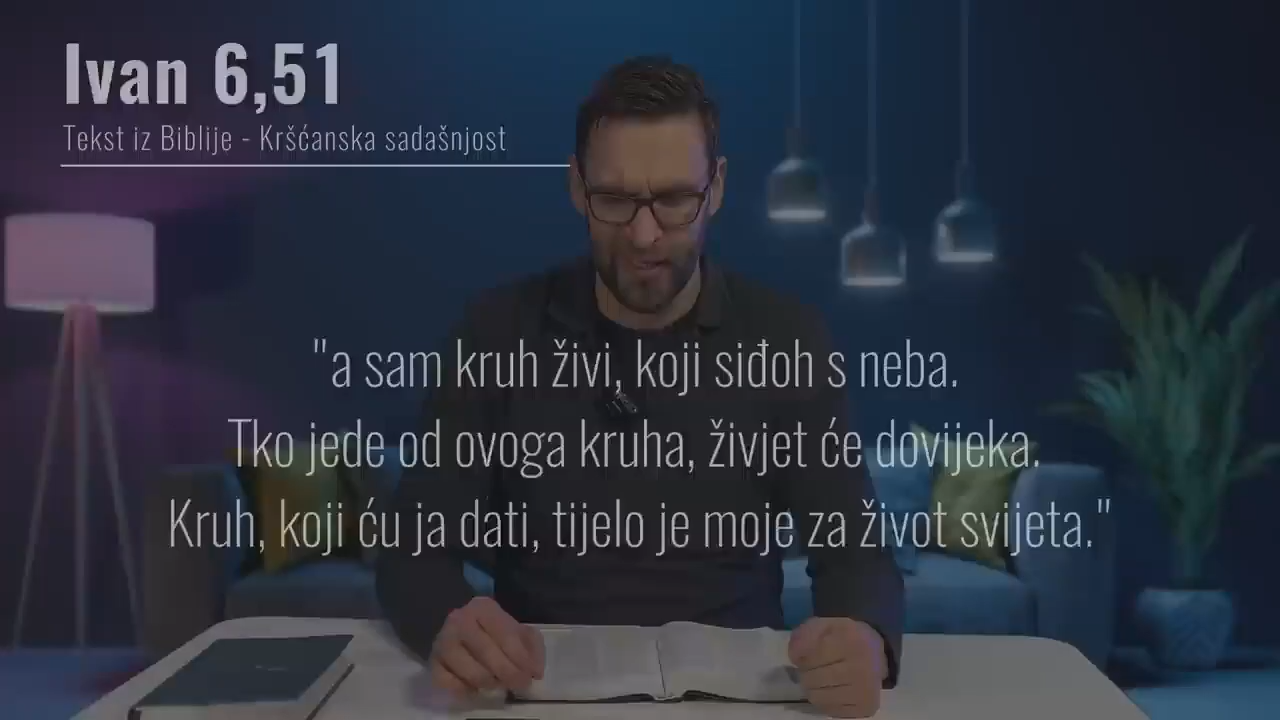 Ivan 6,51
Tekst iz Biblije - Kršćanska sadašnjost
"a sam kruh živi, koji siđoh s neba.
Tko jede od ovoga kruha, živjet će dovijeka.
Kruh, koji ću ja dati, tijelo je moje za život svijeta."